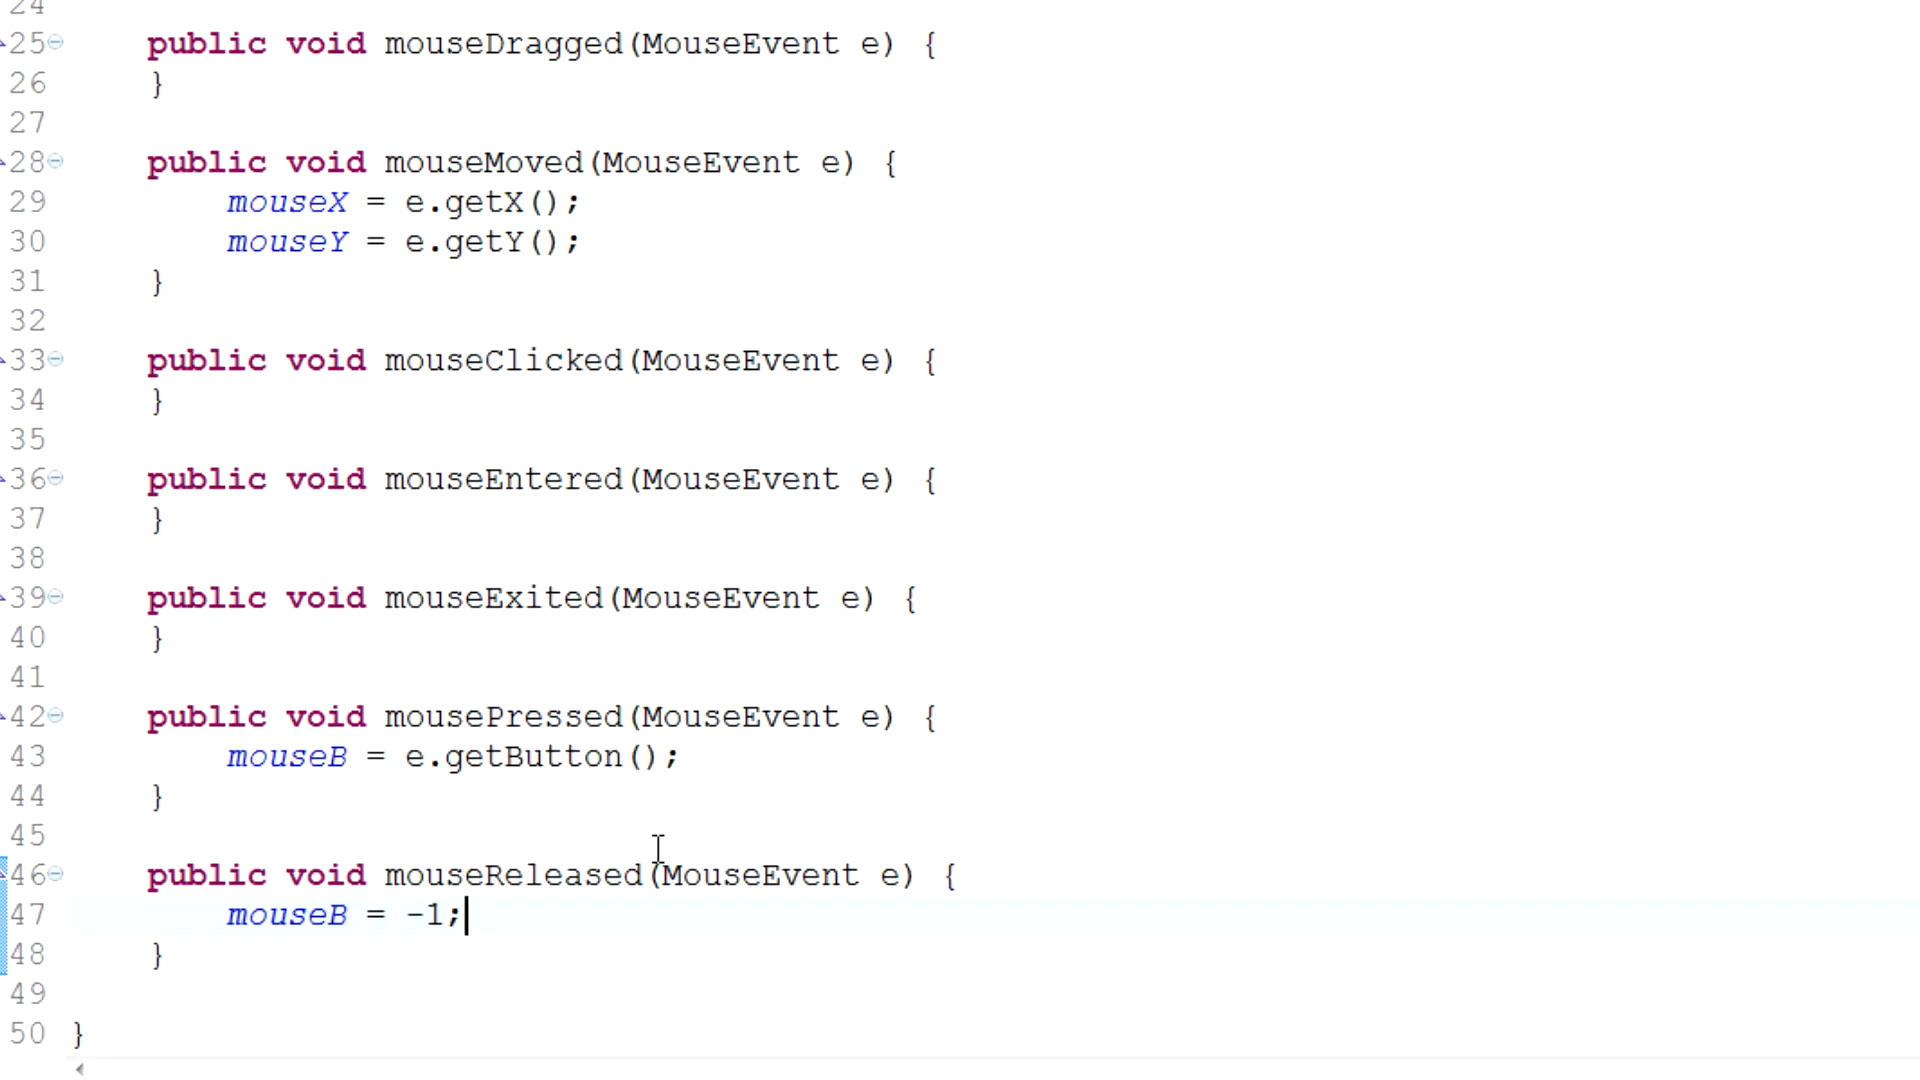 24
25 public void mouseDragged(MouseEvent e) {
26 }
27
28 public void mouseMoved(MouseEvent e) {
29 mouseX = e.getX();
30 mouseY = e.getY();
31 }
32
33 public void mouseClicked(MouseEvent e) {
34 }
35
36 public void mouseEntered(MouseEvent e) {
37 }
38
39 public void mouseExited(MouseEvent e) {
40 }
41
42 public void mousePressed(MouseEvent e) {
43 mouseB = e.getButton();
44 }
45
46 public void mouseReleased(MouseEvent e) {
47 mouseB = -1;
48 }
49
50 }